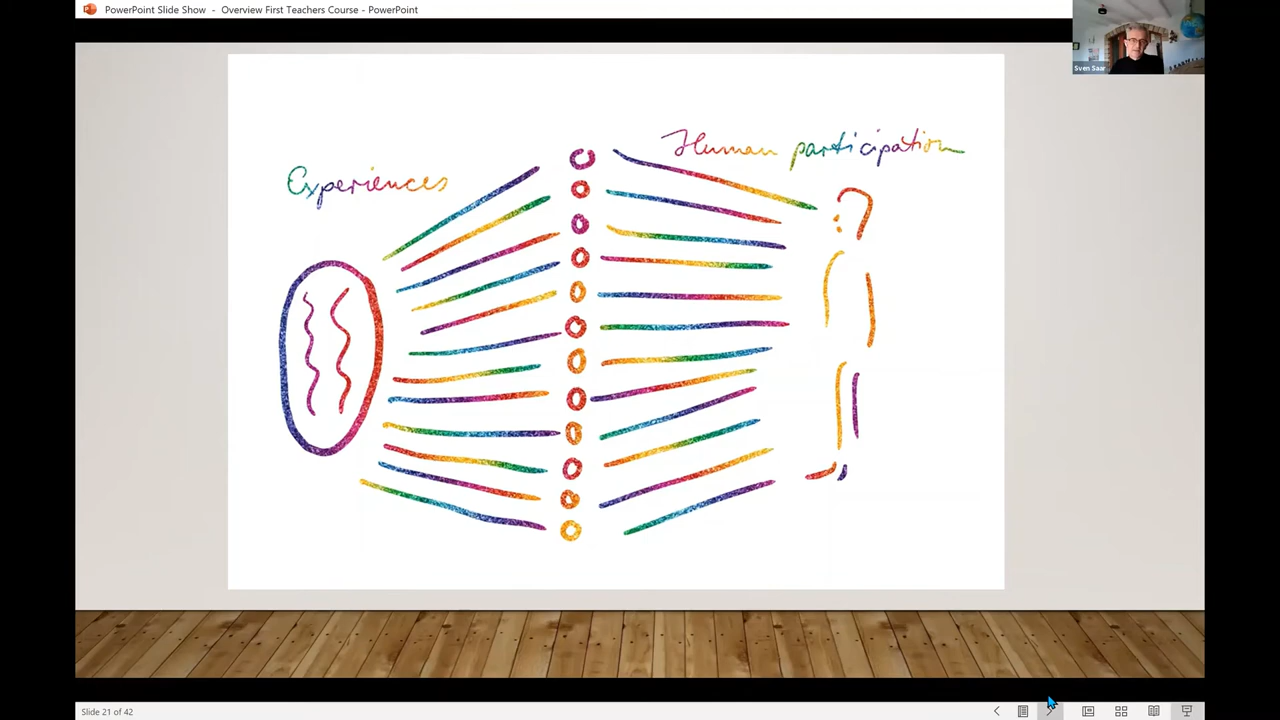 PowerPoint Slide Show - Overview First Teachers Course - PowerPoint
Sven Saar
Human participation
Experiences
Slide 21 of 42